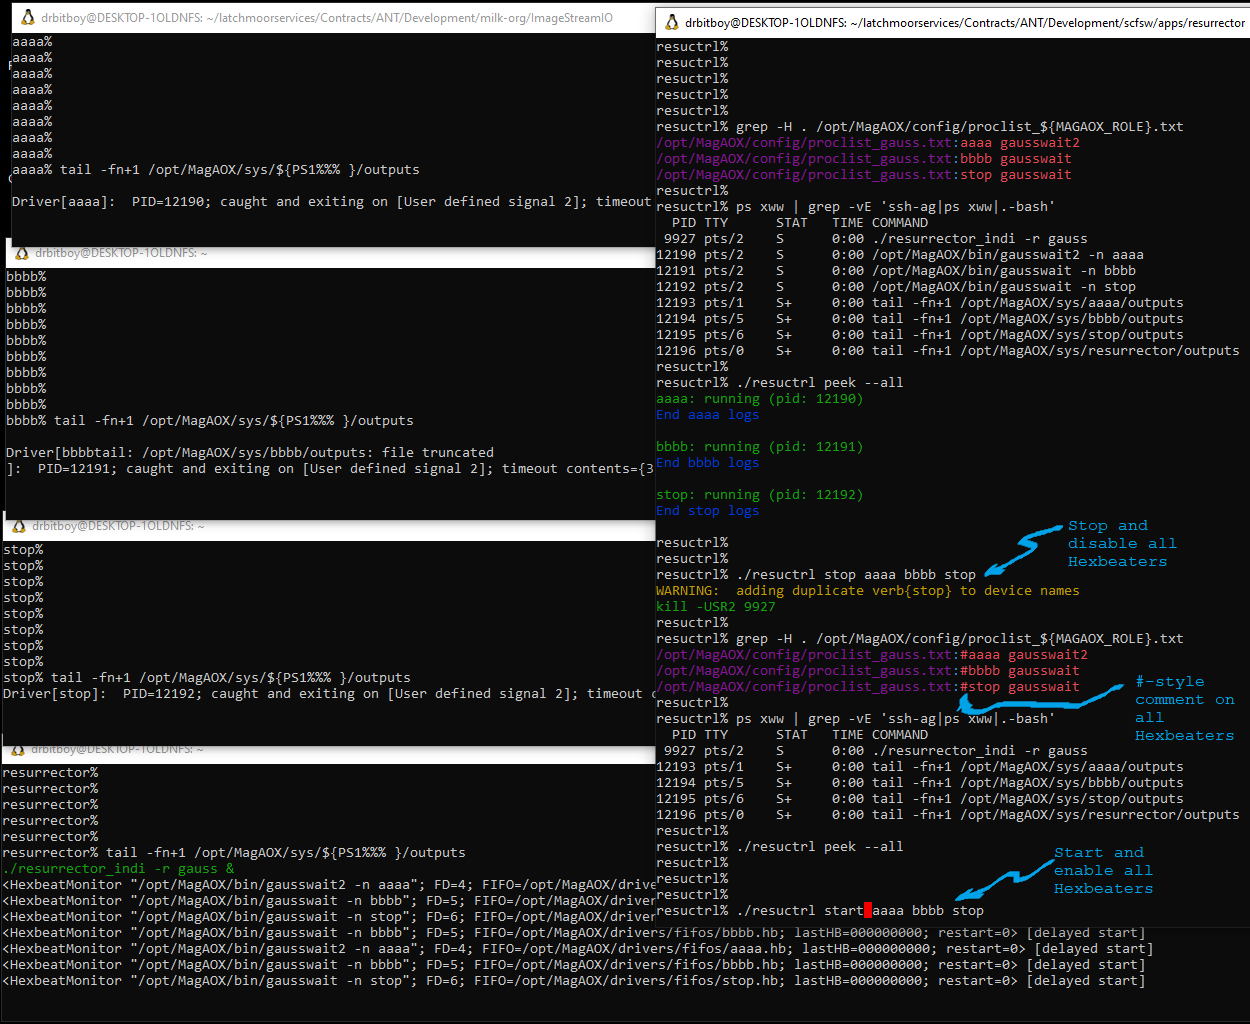 drbitboy@DESKTOP-1OLDNFS: ~/latchmoorservices/Contracts/ANT/Development/milk-org/ImageStreamIO
aaaa%
aaaa%
aaaa%
aaaa%
aaaa%
aaaa%
aaaa%
aaaa%
aaaa% tail -fn+1 /opt/MagAOX/sys/${PS1%%% }/outputs
Driver[aaaa]:  PID=12190; caught and exiting on [User defined signal 2]; timeout
drbitboy@DESKTOP-1OLDNFS: ~
bbbb%
bbbb%
bbbb%
bbbb%
bbbb%
bbbb%
bbbb%
bbbb%
bbbb%
bbbb% tail -fn+1 /opt/MagAOX/sys/${PS1%%% }/outputs
Driver[bbbbtail: /opt/MagAOX/sys/bbbb/outputs: file truncated
]:  PID=12191; caught and exiting on [User defined signal 2]; timeout contents={3
drbitboy@DESKTOP-1OLDNFS: ~
stop%
stop%
stop%
stop%
stop%
stop%
stop%
stop%
stop% tail -fn+1 /opt/MagAOX/sys/${PS1%%% }/outputs
Driver[stop]:  PID=12192; caught and exiting on [User defined signal 2]; timeout
drbitboy@DESKTOP-1OLDNFS: ~
resurrector%
resurrector%
resurrector%
resurrector%
resurrector%
resurrector% tail -fn+1 /opt/MagAOX/sys/${PS1%%% }/outputs
./resurrector_indi -r gauss &
<HexbeatMonitor "/opt/MagAOX/bin/gausswait2 -n aaaa"; FD=4; FIFO=/opt/MagAOX/drive
<HexbeatMonitor "/opt/MagAOX/bin/gausswait -n bbbb"; FD=5; FIFO=/opt/MagAOX/driver
<HexbeatMonitor "/opt/MagAOX/bin/gausswait -n stop"; FD=6; FIFO=/opt/MagAOX/driver
<HexbeatMonitor "/opt/MagAOX/bin/gausswait -n bbbb"; FD=5; FIFO=/opt/MagAOX/drivers/fifos/bbbb.hb; lastHB=000000000; restart=0> [delayed start]
<HexbeatMonitor "/opt/MagAOX/bin/gausswait2 -n aaaa"; FD=4; FIFO=/opt/MagAOX/drivers/fifos/aaaa.hb; lastHB=000000000; restart=0> [delayed start]
<HexbeatMonitor "/opt/MagAOX/bin/gausswait -n bbbb"; FD=5; FIFO=/opt/MagAOX/drivers/fifos/bbbb.hb; lastHB=000000000; restart=0> [delayed start]
<HexbeatMonitor "/opt/MagAOX/bin/gausswait -n stop"; FD=6; FIFO=/opt/MagAOX/drivers/fifos/stop.hb; lastHB=000000000; restart=0> [delayed start]
drbitboy@DESKTOP-1OLDNFS: ~/latchmoorservices/Contracts/ANT/Development/scfsw/apps/resurrector
resuctrl%
resuctrl%
resuctrl%
resuctrl%
resuctrl%
resuctrl% grep -H . /opt/MagAOX/config/proclist_${MAGAOX_ROLE}.txt
/opt/MagAOX/config/proclist_gauss.txt:aaaa gausswait2
/opt/MagAOX/config/proclist_gauss.txt:bbbb gausswait
/opt/MagAOX/config/proclist_gauss.txt:stop gausswait
resuctrl%
resuctrl% ps xww | grep -vE 'ssh-ag|ps xww|.-bash'
  PID TTY      STAT   TIME COMMAND
 9927 pts/2    S      0:00 ./resurrector_indi -r gauss
12190 pts/2    S      0:00 /opt/MagAOX/bin/gausswait2 -n aaaa
12191 pts/2    S      0:00 /opt/MagAOX/bin/gausswait -n bbbb
12192 pts/2    S      0:00 /opt/MagAOX/bin/gausswait -n stop
12193 pts/1    S+     0:00 tail -fn+1 /opt/MagAOX/sys/aaaa/outputs
12194 pts/5    S+     0:00 tail -fn+1 /opt/MagAOX/sys/bbbb/outputs
12195 pts/6    S+     0:00 tail -fn+1 /opt/MagAOX/sys/stop/outputs
12196 pts/0    S+     0:00 tail -fn+1 /opt/MagAOX/sys/resurrector/outputs
resuctrl%
resuctrl% ./resuctrl peek --all
aaaa: running (pid: 12190)
End aaaa logs
bbbb: running (pid: 12191)
End bbbb logs
stop: running (pid: 12192)
End stop logs
resuctrl%
resuctrl%
resuctrl% ./resuctrl stop aaaa bbbb stop
WARNING:  adding duplicate verb{stop} to device names
kill -USR2 9927
resuctrl%
resuctrl% grep -H . /opt/MagAOX/config/proclist_${MAGAOX_ROLE}.txt
/opt/MagAOX/config/proclist_gauss.txt:#aaaa gausswait2
/opt/MagAOX/config/proclist_gauss.txt:#bbbb gausswait
/opt/MagAOX/config/proclist_gauss.txt:#stop gausswait
resuctrl%
resuctrl% ps xww | grep -vE 'ssh-ag|ps xww|.-bash'
  PID TTY      STAT   TIME COMMAND
 9927 pts/2    S      0:00 ./resurrector_indi -r gauss
12193 pts/1    S+     0:00 tail -fn+1 /opt/MagAOX/sys/aaaa/outputs
12194 pts/5    S+     0:00 tail -fn+1 /opt/MagAOX/sys/bbbb/outputs
12195 pts/6    S+     0:00 tail -fn+1 /opt/MagAOX/sys/stop/outputs
12196 pts/0    S+     0:00 tail -fn+1 /opt/MagAOX/sys/resurrector/outputs
resuctrl%
resuctrl% ./resuctrl peek --all
resuctrl%
resuctrl%
resuctrl%
resuctrl% ./resuctrl start aaaa bbbb stop
Stop and
disable all
Hexbeaters
#-style
comment on
all
Hexbeaters
Start and
enable all
Hexbeaters